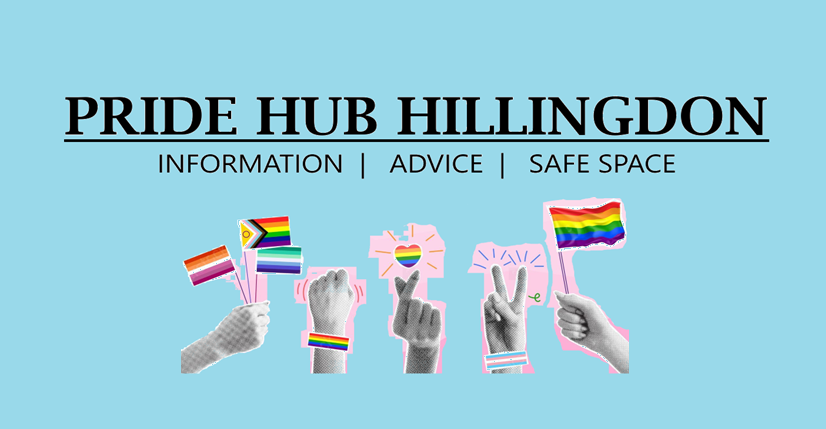 PRIDE HUB HILLINGDON
INFORMATION | ADVICE | SAFE SPACE